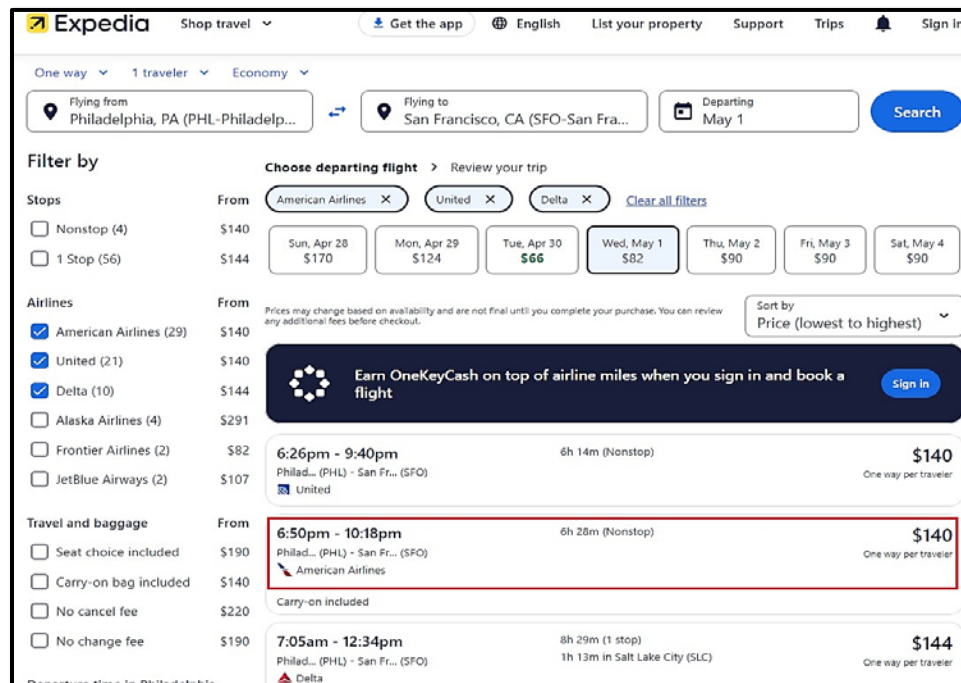 Expedia Shop travel Get the app English List your property Support Trips Sign in
One way 1 traveler Economy
Flying from
Philadelphia, PA (PHL-Philadelp...
Flying to
San Francisco, CA (SFO-San Fra...
Departing
May 1
Search
Filter by
Stops From
Nonstop (4) $140
1 Stop (56) $144
Airlines From
American Airlines (29) $140
United (21) $140
Delta (10) $144
Alaska Airlines (4) $291
Frontier Airlines (2) $82
JetBlue Airways (2) $107
Travel and baggage From
Seat choice included $190
Carry-on bag included $140
No cancel fee $220
No change fee $190
Departure time in Philadelphia
Choose departing flight > Review your trip
American Airlines X United X Delta X Clear all filters
Sun, Apr 28 Mon, Apr 29 Tue, Apr 30 Wed, May 1 Thu, May 2 Fri, May 3 Sat, May 4
$170 $124 $66 $82 $90 $90 $90
Prices may change based on availability and are not final until you complete your purchase. You can review
any additional fees before checkout.
Sort by
Price (lowest to highest)
Earn OneKeyCash on top of airline miles when you sign in and book a
flight
Sign in
6:26pm - 9:40pm 6h 14m (Nonstop) $140
Philad... (PHL) - San Fr... (SFO) One way per traveler
United
6:50pm - 10:18pm 6h 28m (Nonstop) $140
Philad... (PHL) - San Fr... (SFO) One way per traveler
American Airlines
Carry-on included
7:05am - 12:34pm 8h 29m (1 stop) $144
Philad... (PHL) - San Fr... (SFO) 1h 13m in Salt Lake City (SLC) One way per traveler
Delta